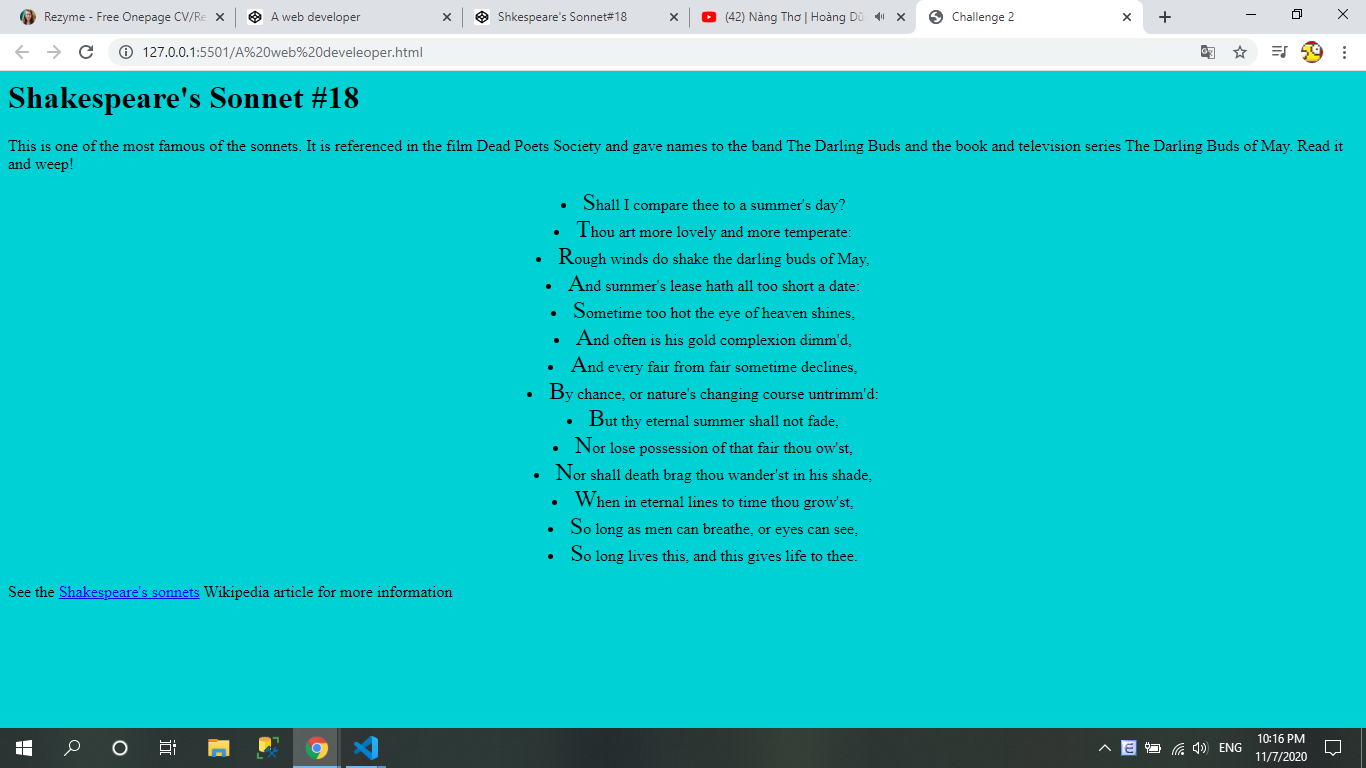 Rezyme - Free Onepage CV/Re
A web developer
Shkespeare's Sonnet#18
(42) Nàng Thơ | Hoàng Dũ
Challenge 2
127.0.0.1:5501/A%20web%20develeoper.html
Shakespeare's Sonnet #18
This is one of the most famous of the sonnets. It is referenced in the film Dead Poets Society and gave names to the band The Darling Buds and the book and television series The Darling Buds of May. Read it
and weep!
• Shall I compare thee to a summer's day?
• Thou art more lovely and more temperate:
• Rough winds do shake the darling buds of May,
• And summer's lease hath all too short a date:
• Sometime too hot the eye of heaven shines,
• And often is his gold complexion dimm'd,
• And every fair from fair sometime declines,
• By chance, or nature's changing course untrimm'd:
• But thy eternal summer shall not fade,
• Nor lose possession of that fair thou ow'st,
• Nor shall death brag thou wander'st in his shade,
• When in eternal lines to time thou grow'st,
• So long as men can breathe, or eyes can see,
• So long lives this, and this gives life to thee.
See the Shakespeare's sonnets Wikipedia article for more information
ENG
10:16 PM
11/7/2020